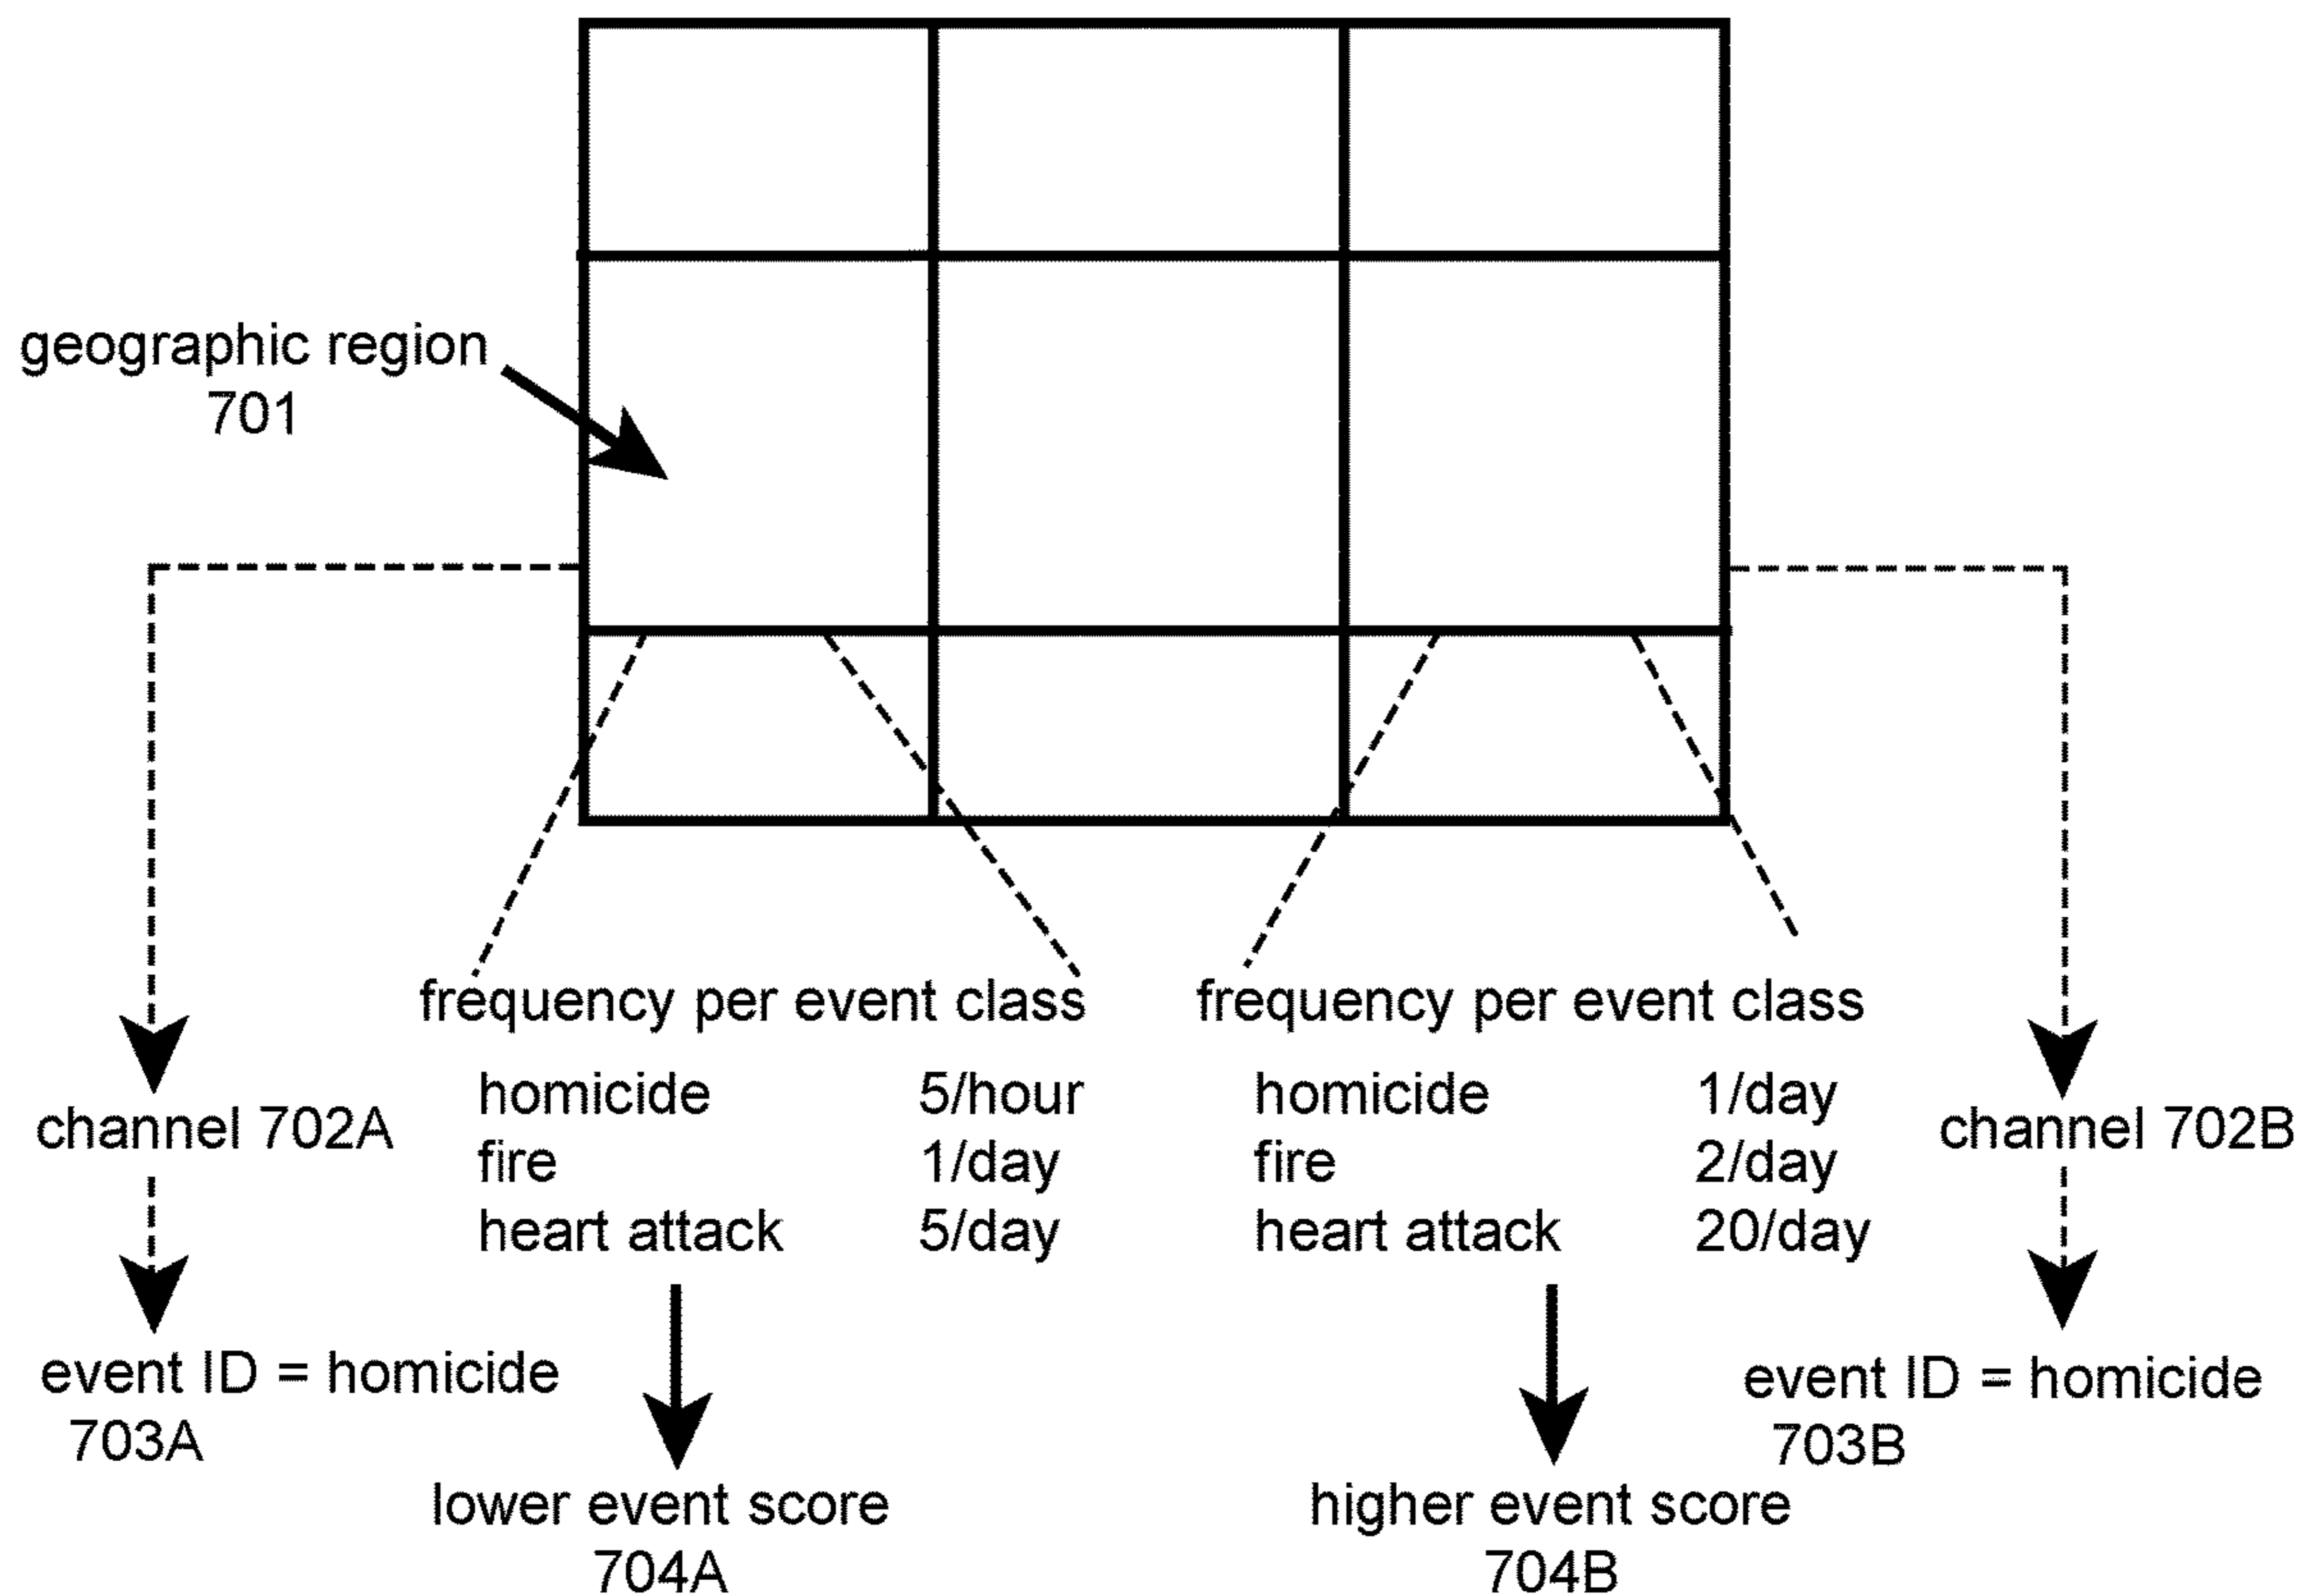 geographic region
701
channel 702A
event ID = homicide
703A
frequency per event class
homicide 5/hour
fire 1/day
heart attack 5/day
lower event score
704A
frequency per event class
homicide 1/day
fire 2/day
heart attack 20/day
higher event score
704B
channel 702B
event ID = homicide
703B